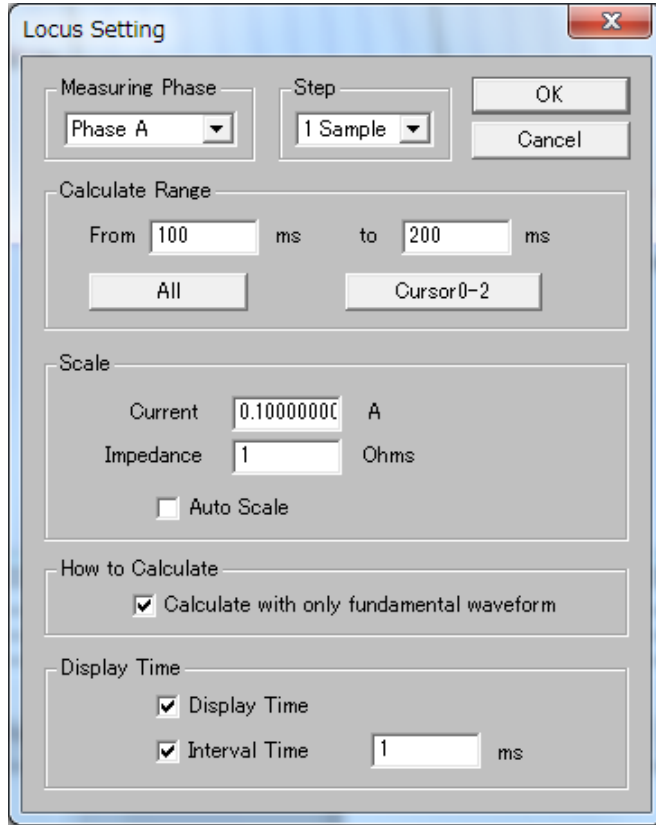 Locus Setting
Measuring Phase
Step
Phase A
1 Sample
OK
Cancel
Calculate Range
From 100 ms to 200 ms
All
Cursor0-2
Scale
Current 0.10000000 A
Impedance 1 Ohms
Auto Scale
How to Calculate
Calculate with only fundamental waveform
Display Time
Display Time
Interval Time 1 ms